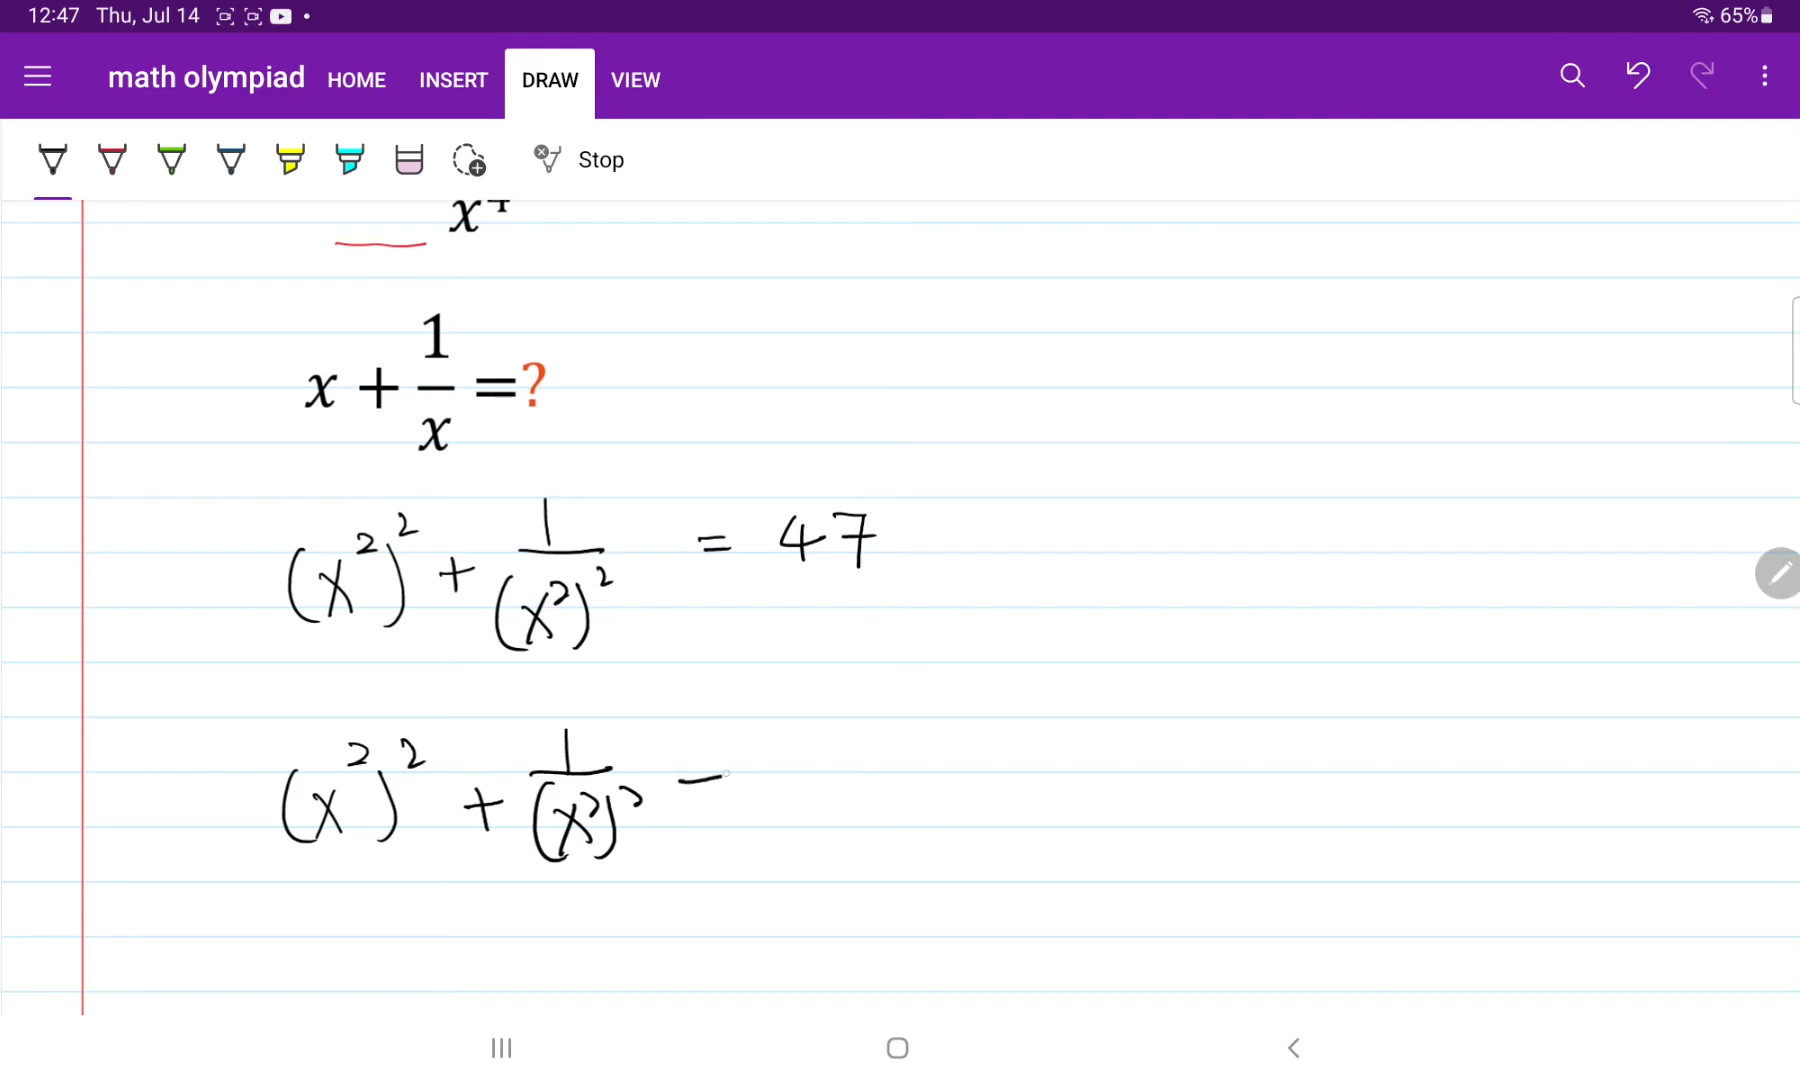 12:47 Thu, Jul 14 65%
math olympiad HOME INSERT DRAW VIEW
Stop
x⁴
x + 1/x =?
(x²)² + 1/(x²)² = 47
(x²)² + 1/(x²)² —